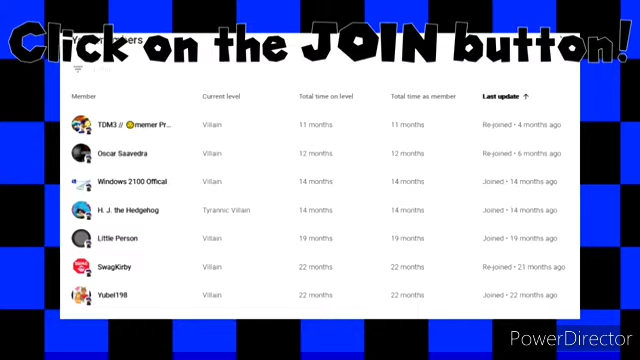 Click on the JOIN button!
Member Current level Total time on level Total time as member Last update ↑
TDM3 // 😀memer Pr... Villain 11 months 11 months Re-joined • 4 months ago
Oscar Saavedra Villain 12 months 12 months Re-joined • 6 months ago
Windows 2100 Offical Villain 14 months 14 months Joined • 14 months ago
H. J. the Hedgehog Tyrannic Villain 14 months 14 months Joined • 14 months ago
Little Person Villain 19 months 19 months Joined • 19 months ago
SwagKirby Villain 22 months 22 months Re-joined • 21 months ago
Yubel198 Villain 22 months 22 months Joined • 22 months ago
PowerDirector